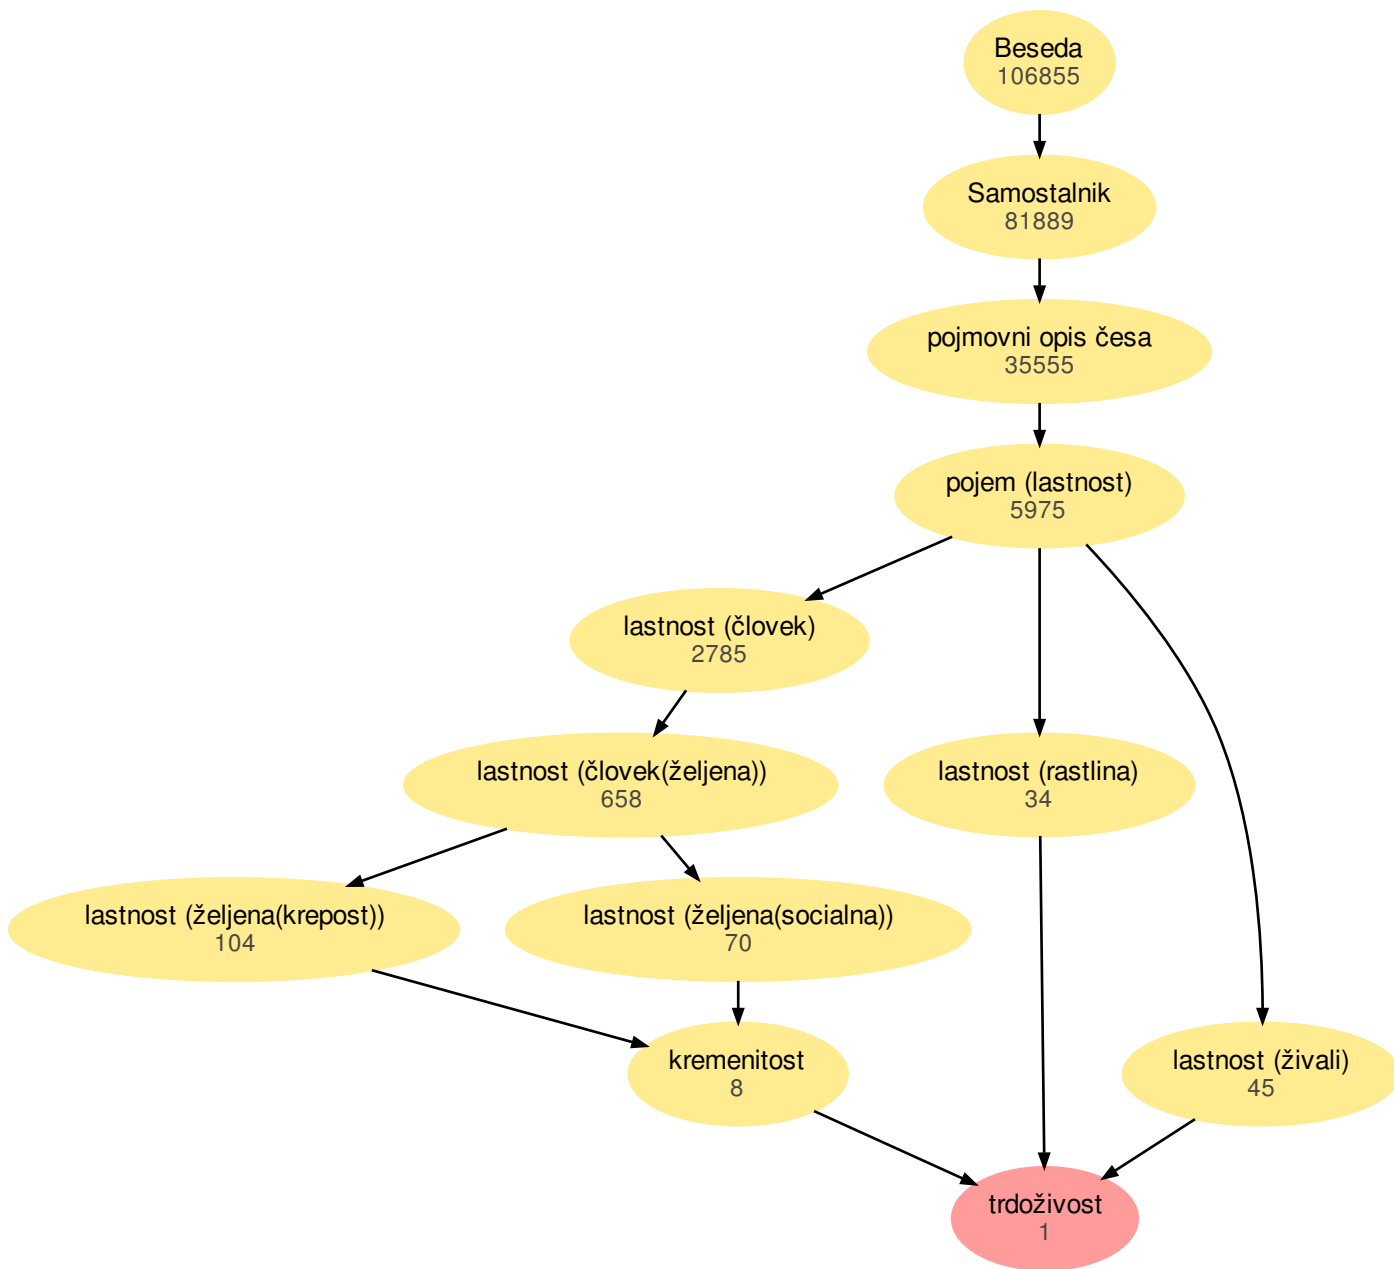 Beseda
106855
Samostalnik
81889
pojmovni opis česa
35555
pojem (lastnost)
5975
lastnost (človek)
2785
lastnost (človek(željena))
658
lastnost (rastlina)
34
lastnost (željena(krepost))
104
lastnost (željena(socialna))
70
kremenitost
8
lastnost (živali)
45
trdoživost
1